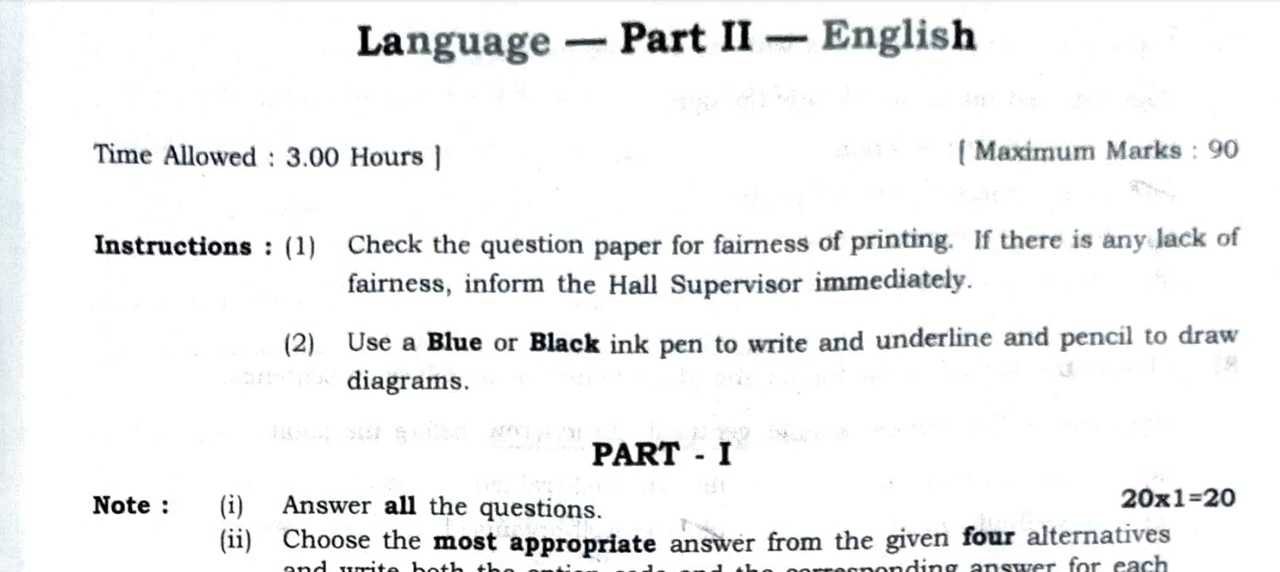 Language — Part II — English
Time Allowed : 3.00 Hours ] [ Maximum Marks : 90
Instructions : (1) Check the question paper for fairness of printing. If there is any lack of
fairness, inform the Hall Supervisor immediately.
(2) Use a Blue or Black ink pen to write and underline and pencil to draw
diagrams.
PART - I
Note : (i) Answer all the questions. 20x1=20
(ii) Choose the most appropriate answer from the given four alternatives
and write both the option code and the corresponding answer for each